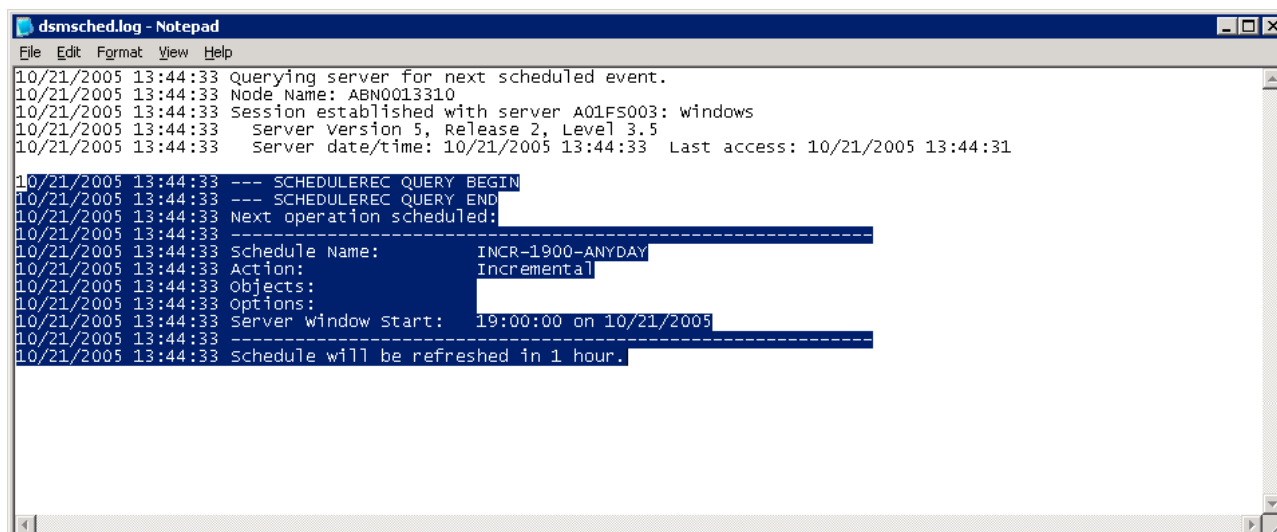 dsmsched.log - Notepad
File Edit Format View Help
10/21/2005 13:44:33 Querying server for next scheduled event.
10/21/2005 13:44:33 Node Name: ABN0013310
10/21/2005 13:44:33 Session established with server A01FS003: Windows
10/21/2005 13:44:33   Server Version 5, Release 2, Level 3.5
10/21/2005 13:44:33   Server date/time: 10/21/2005 13:44:33  Last access: 10/21/2005 13:44:31
10/21/2005 13:44:33 --- SCHEDULEREC QUERY BEGIN
10/21/2005 13:44:33 --- SCHEDULEREC QUERY END
10/21/2005 13:44:33 Next operation scheduled:
10/21/2005 13:44:33 ------------------------------------------------------------
10/21/2005 13:44:33 Schedule Name:         INCR-1900-ANYDAY
10/21/2005 13:44:33 Action:                Incremental
10/21/2005 13:44:33 Objects:
10/21/2005 13:44:33 Options:
10/21/2005 13:44:33 Server Window Start:   19:00:00 on 10/21/2005
10/21/2005 13:44:33 ------------------------------------------------------------
10/21/2005 13:44:33 Schedule will be refreshed in 1 hour.